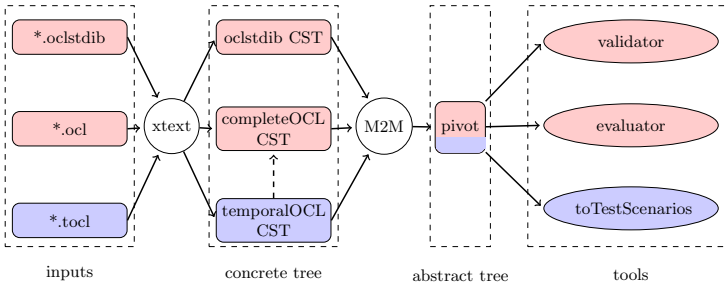 *.oclstdib
oclstdib CST
validator
*.ocl
xtext
completeOCL
CST
M2M
pivot
evaluator
*.tocl
temporalOCL
CST
toTestScenarios
inputs
concrete tree
abstract tree
tools